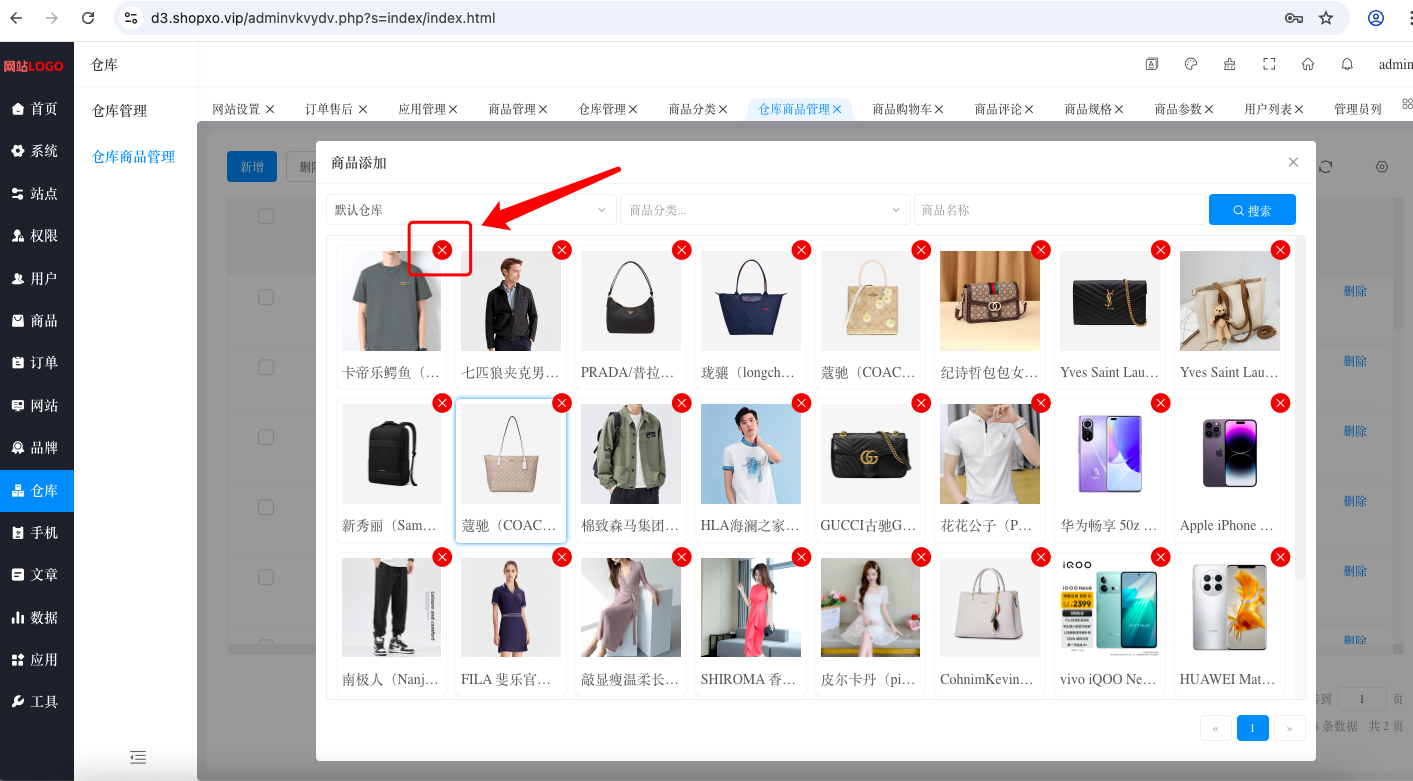 d3.shopxo.vip/adminvkvydv.php?s=index/index.html
网站LOGO
首页
系统
站点
权限
用户
商品
订单
网站
品牌
仓库
手机
文章
数据
应用
工具
仓库
仓库管理
仓库商品管理
admin
网站设置 订单售后 应用管理 商品管理 仓库管理 商品分类 仓库商品管理 商品购物车 商品评论 商品规格 商品参数 用户列表 管理员列
新增
商品添加
默认仓库 商品分类... 商品名称 搜索
卡帝乐鳄鱼（... 七匹狼夹克男... PRADA/普拉... 珑骧（longch... 蔻驰（COAC... 纪诗哲包包女... Yves Saint Lau... Yves Saint Lau...
新秀丽（Sam... 蔻驰（COAC... 棉致森马集团... HLA海澜之家... GUCCI古驰G... 花花公子（P... 华为畅享 50z ... Apple iPhone ...
iQOO
iQOO Neo8
2399
南极人（Nanj... FILA 斐乐官... 敲显瘦温柔长... SHIROMA 香... 皮尔卡丹（pi... CohnimKevin... vivo iQOO Ne... HUAWEI Mat...
删除
删除
删除
删除
删除
删除
« 1 »
1 页
条数据 共 2 页